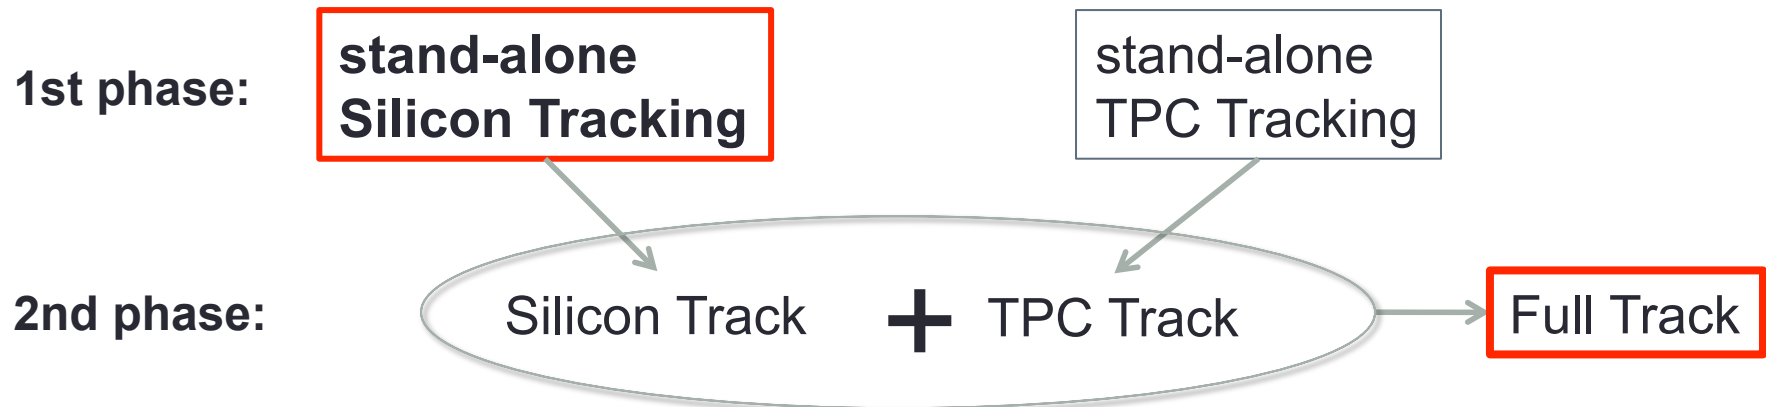 1st phase:
stand-alone
Silicon Tracking
stand-alone
TPC Tracking
2nd phase:
Silicon Track + TPC Track
Full Track